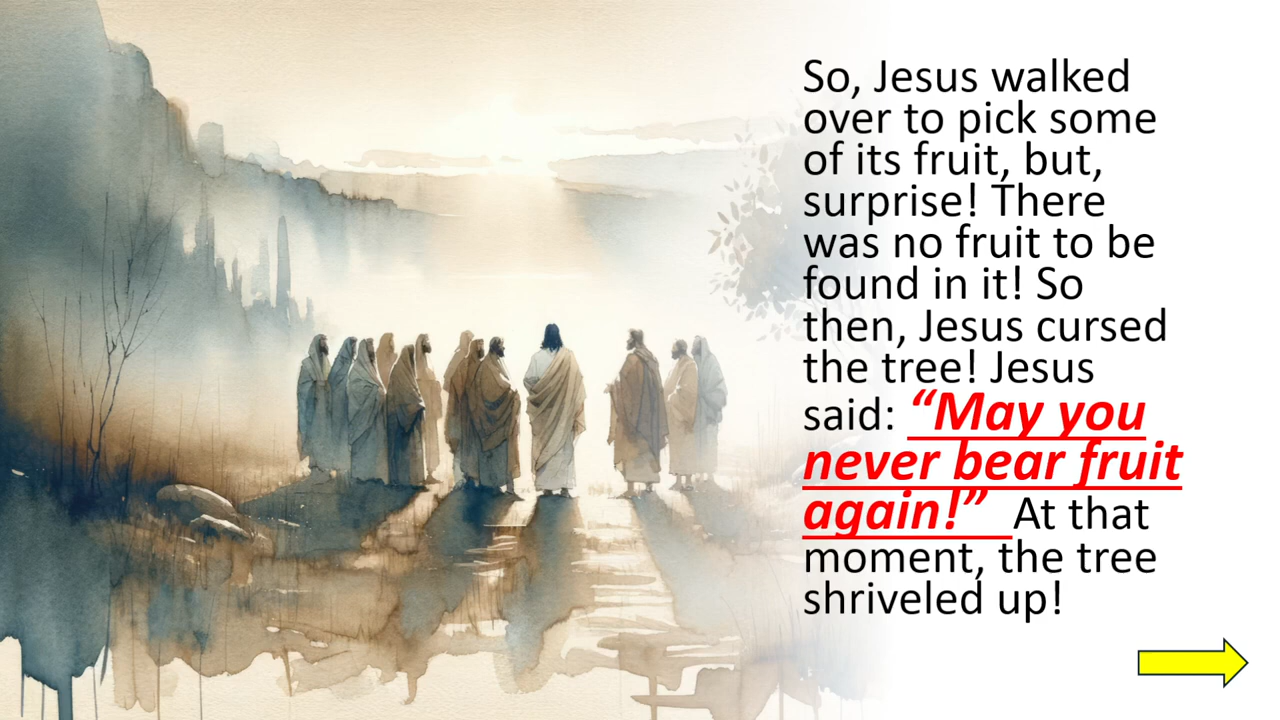 So, Jesus walked
over to pick some
of its fruit, but,
surprise! There
was no fruit to be
found in it! So
then, Jesus cursed
the tree! Jesus
said: “May you
never bear fruit
again!” At that
moment, the tree
shriveled up!